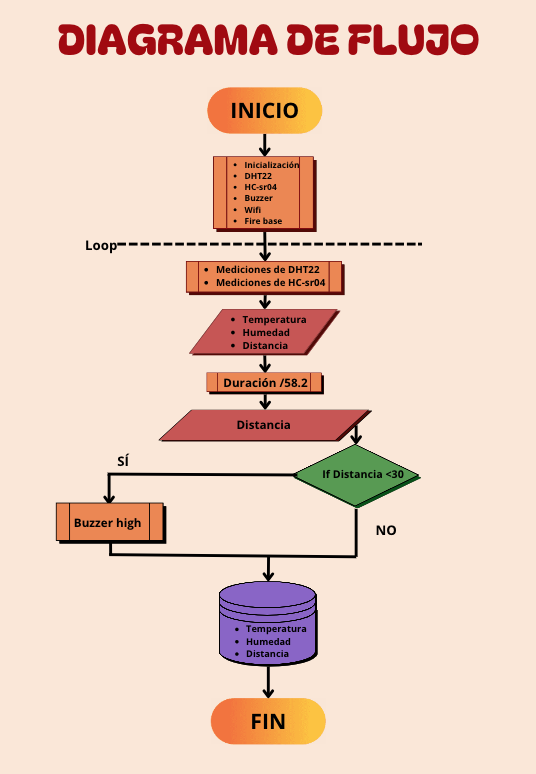 DIAGRAMA DE FLUJO
INICIO
• Inicialización
• DHT22
• HC-sr04
• Buzzer
• Wifi
• Fire base
Loop
• Mediciones de DHT22
• Mediciones de HC-sr04
• Temperatura
• Humedad
• Distancia
Duración /58.2
Distancia
If Distancia <30
SÍ
Buzzer high
NO
• Temperatura
• Humedad
• Distancia
FIN